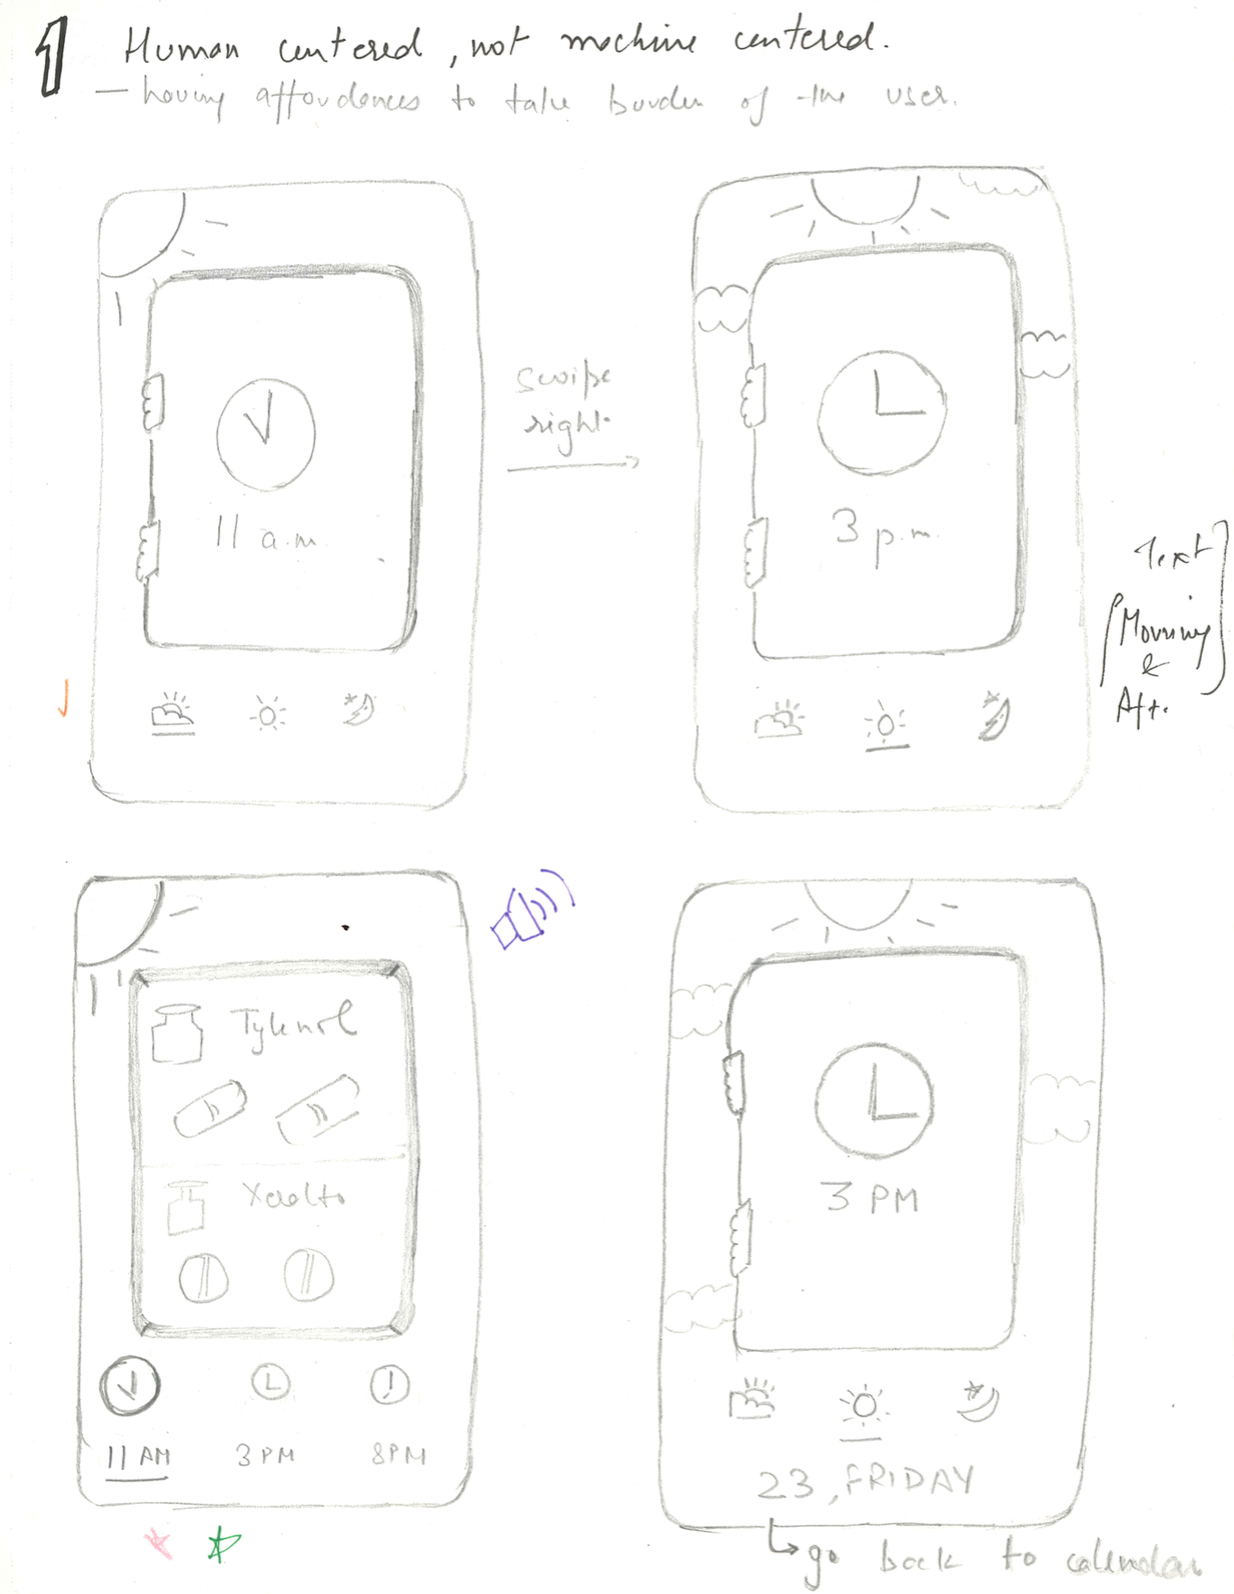 1 Human centered, not machine centered.
— having affordances to take burden of the user.
11 a.m.
swipe
right
3 p.m.
Text
[Morning
&
Aft.]
Tylenol
Xarelto
11 AM
3 PM
8 PM
3 PM
23, FRIDAY
go back to calendar